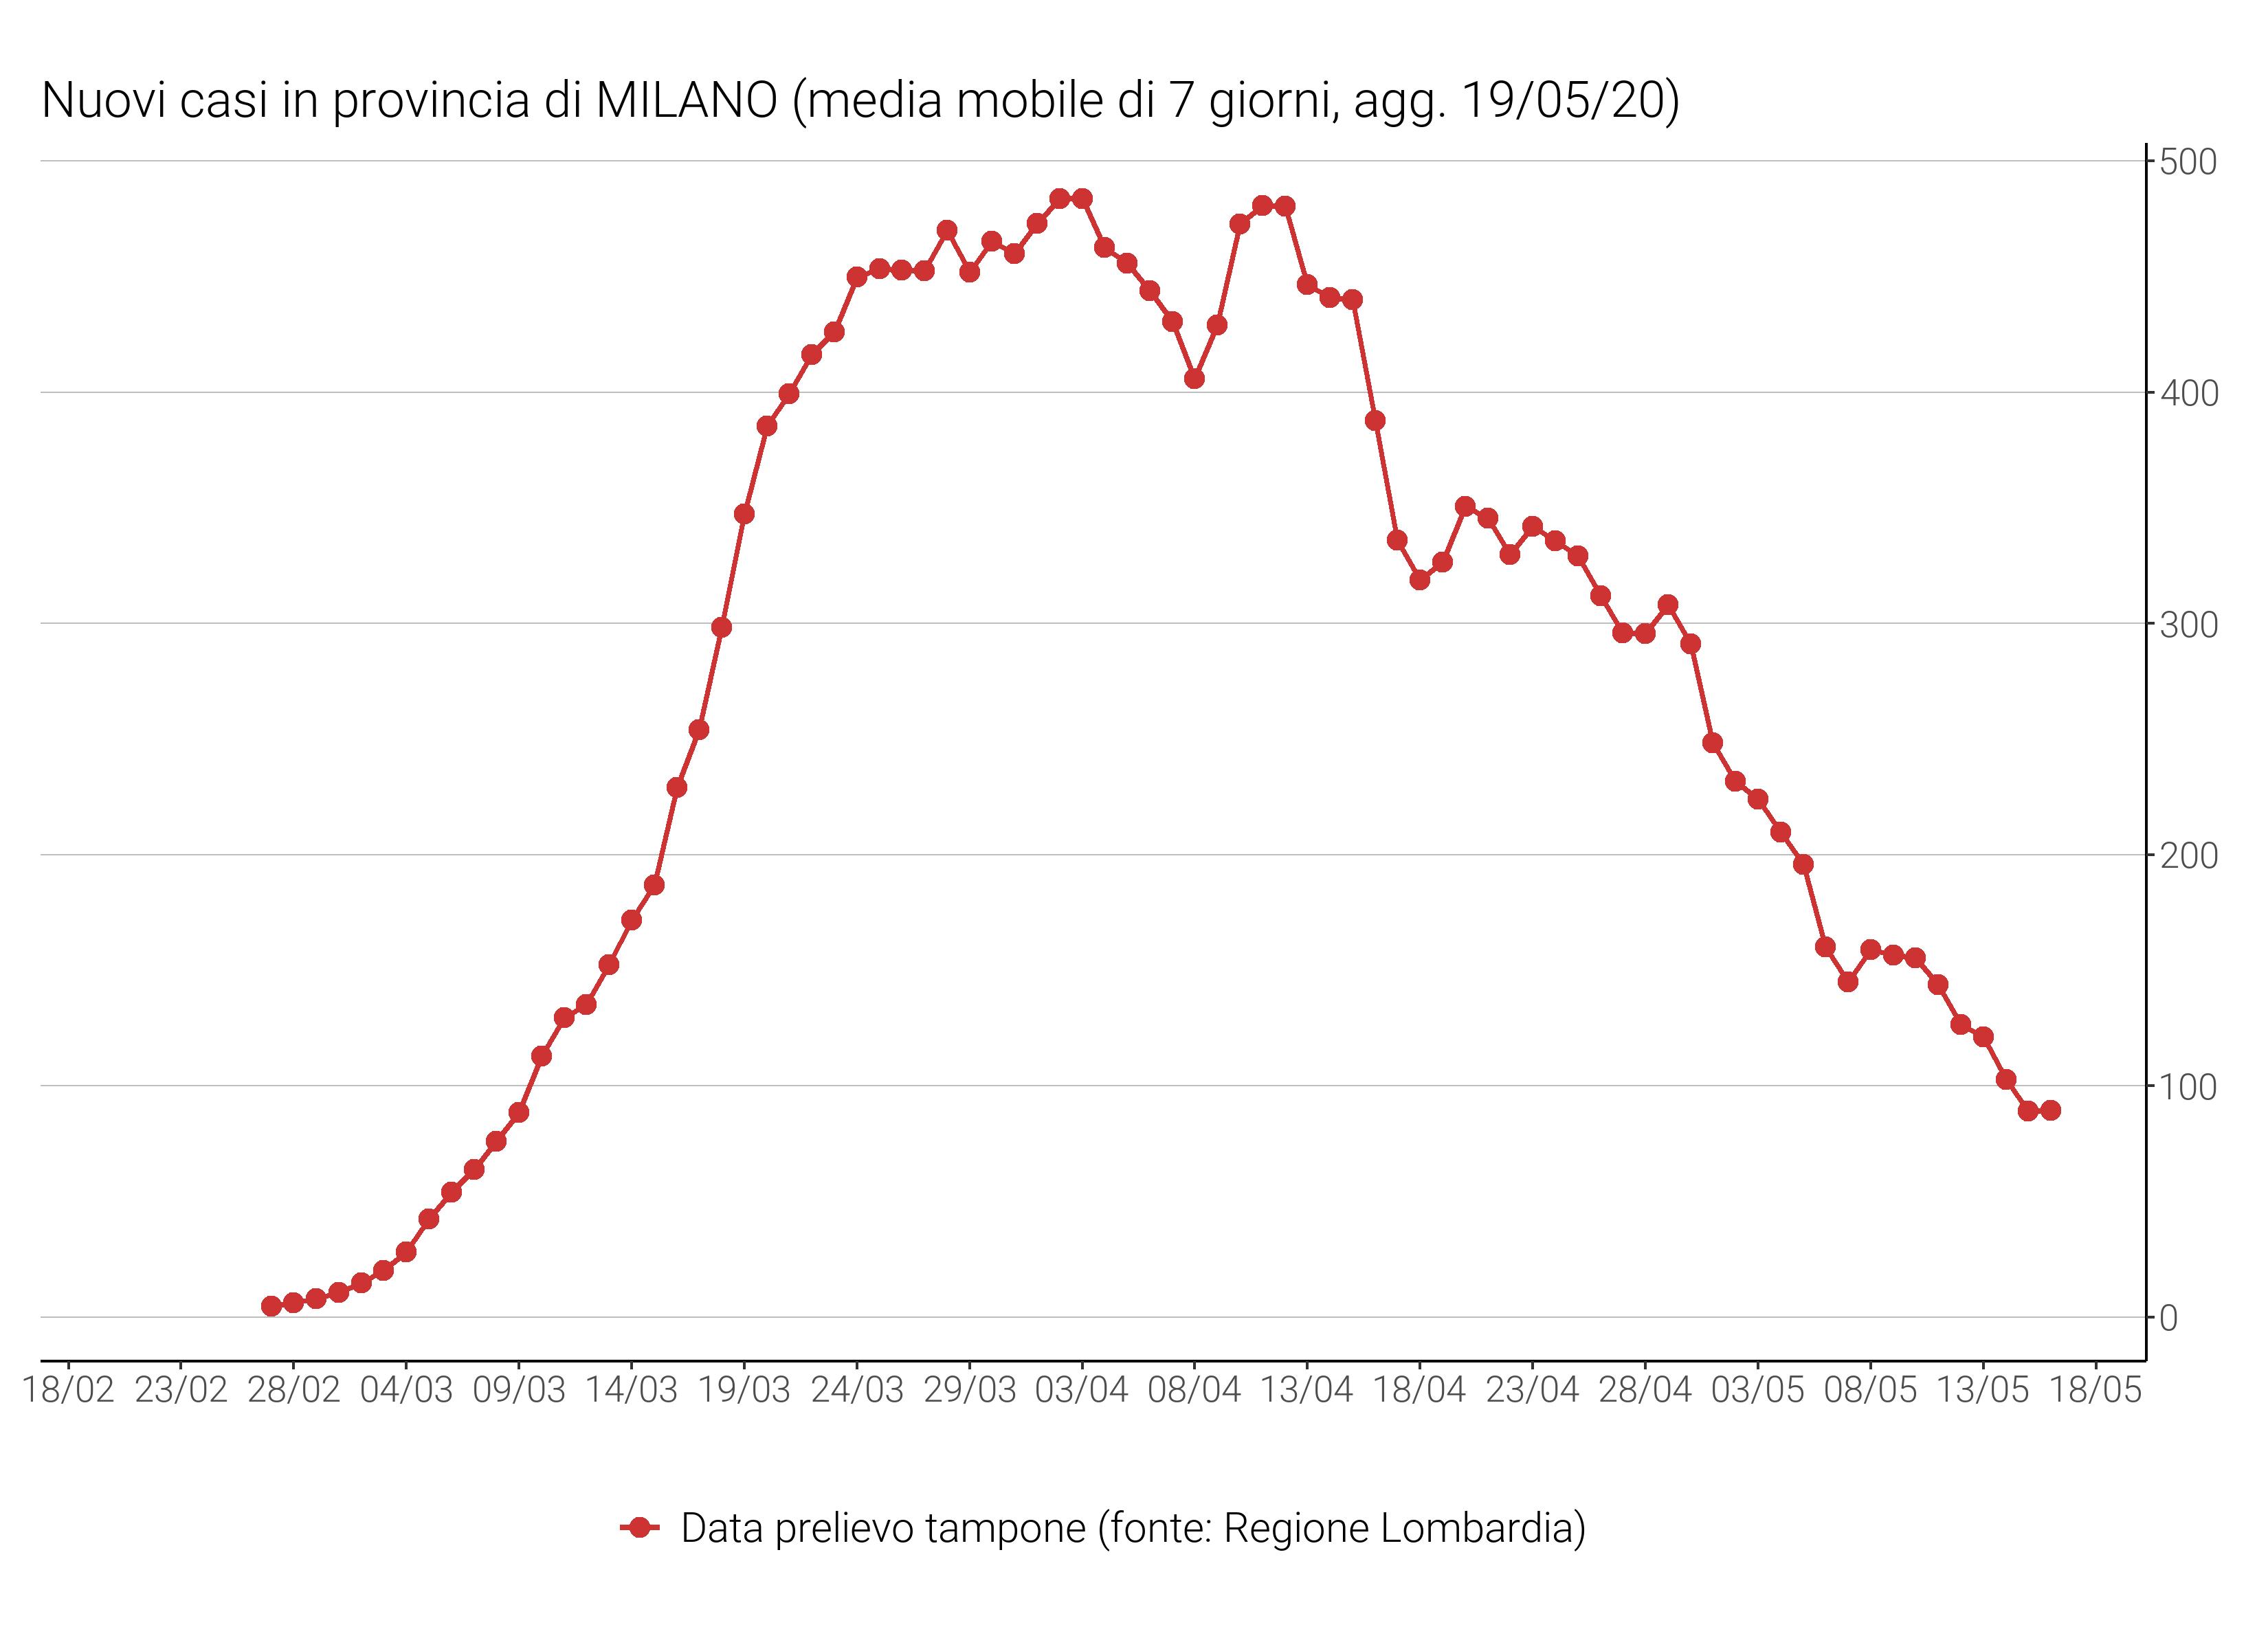 Nuovi casi in provincia di MILANO (media mobile di 7 giorni, agg. 19/05/20)
500
400
300
200
100
0
18/02 23/02 28/02 04/03 09/03 14/03 19/03 24/03 29/03 03/04 08/04 13/04 18/04 23/04 28/04 03/05 08/05 13/05 18/05
Data prelievo tampone (fonte: Regione Lombardia)